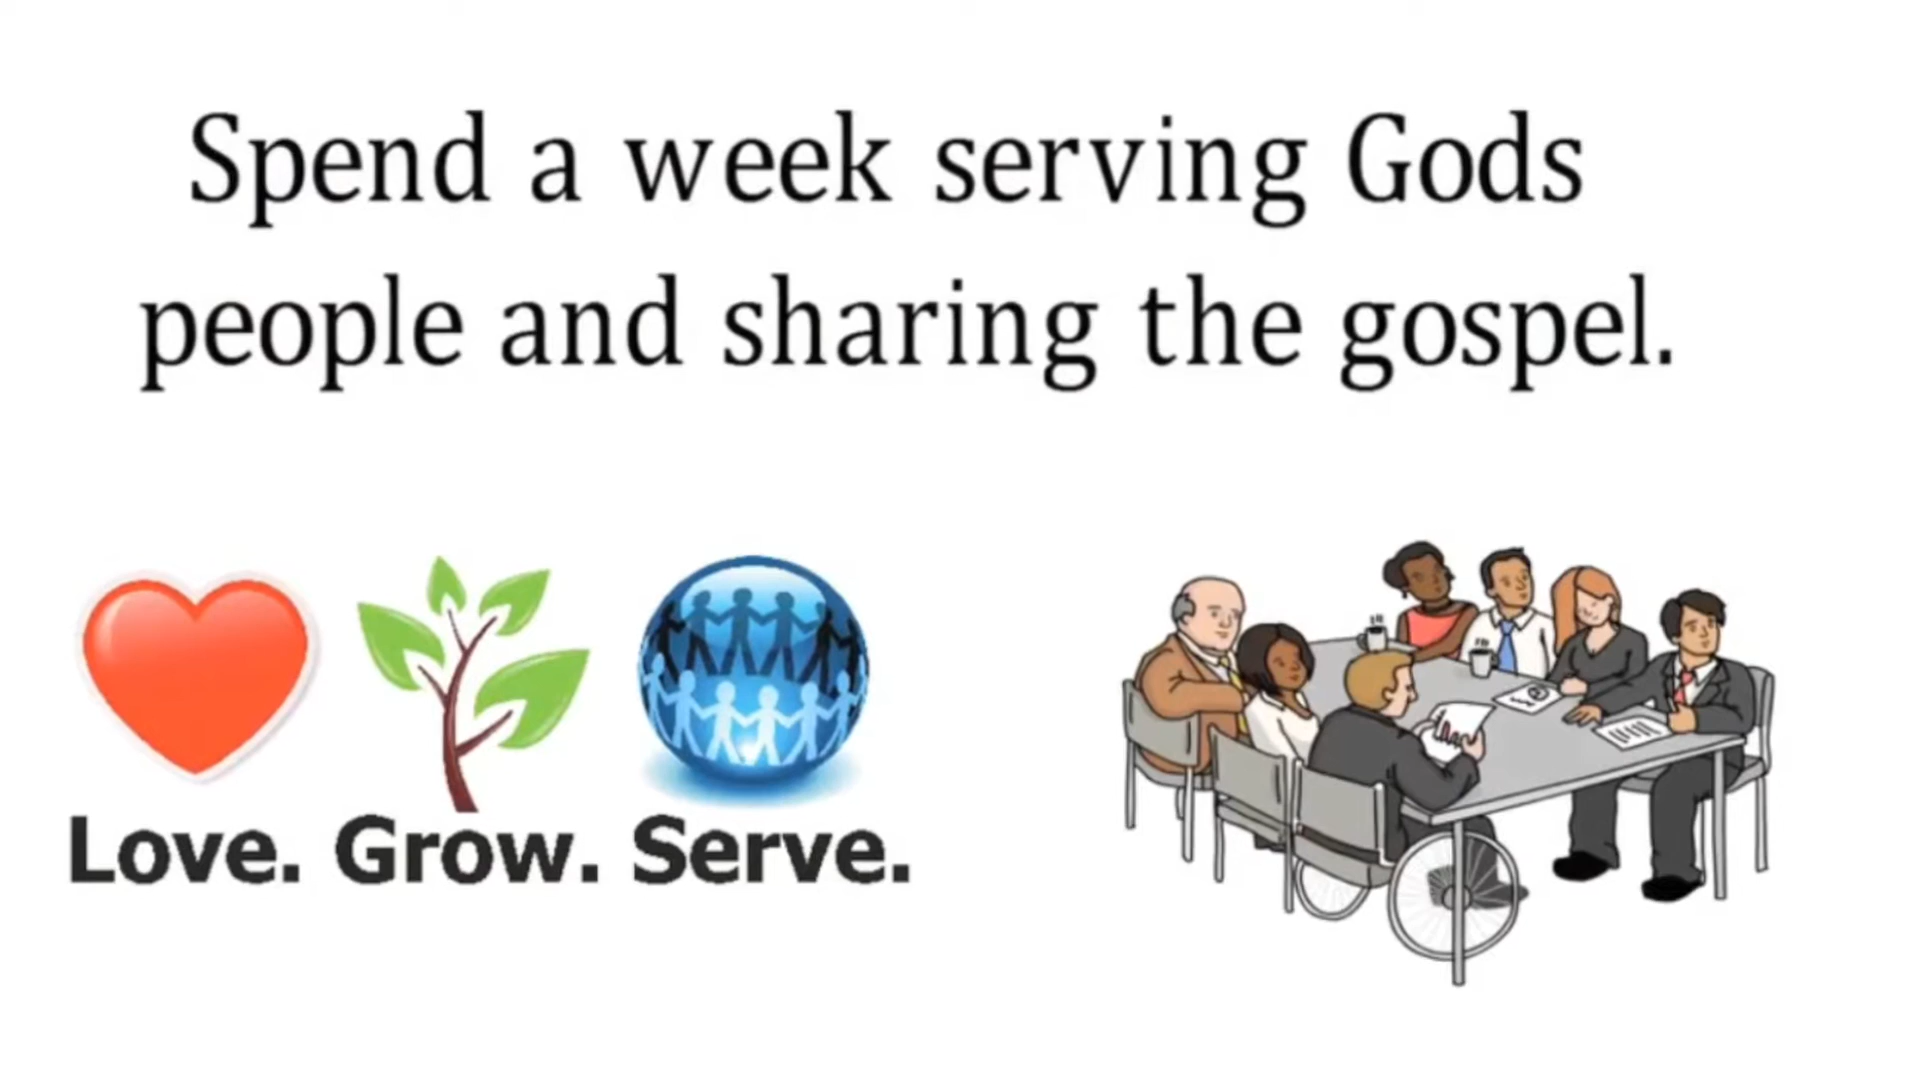 Spend a week serving Gods
people and sharing the gospel.
Love. Grow. Serve.